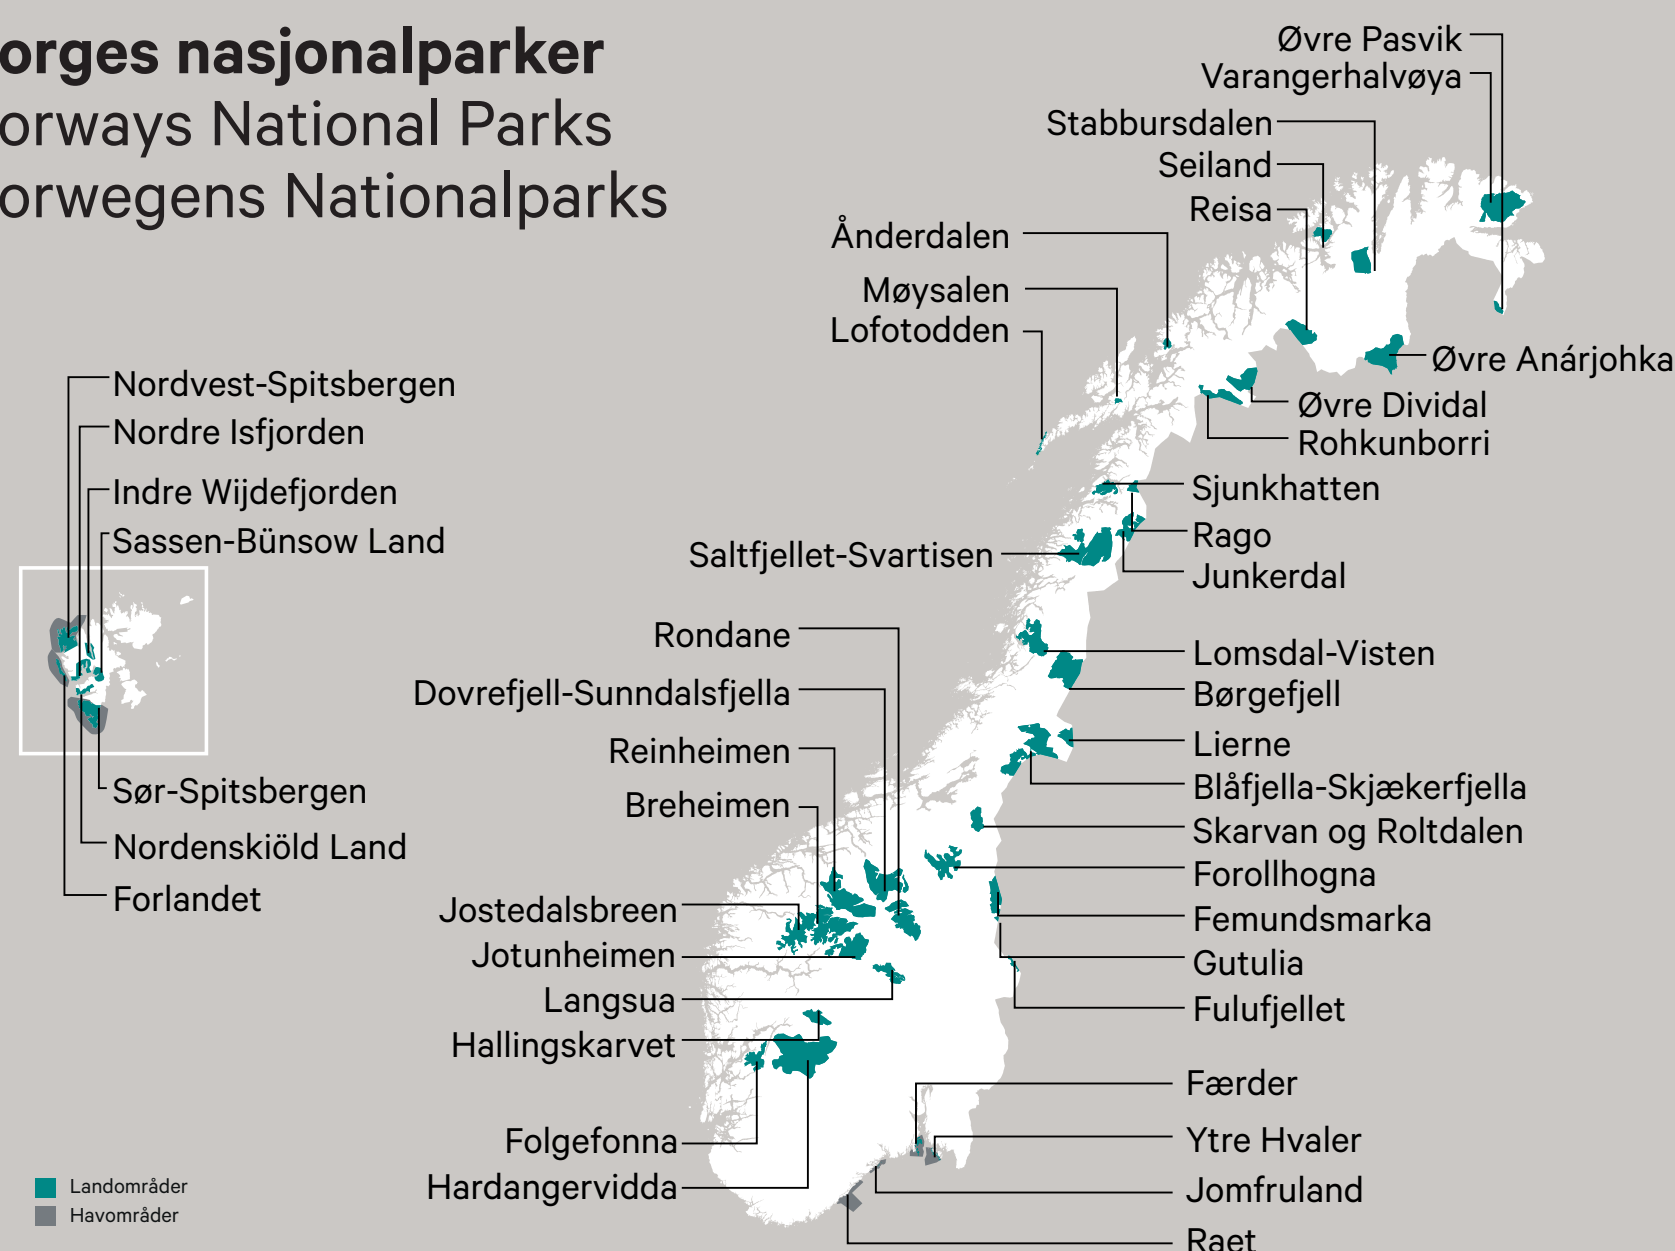 orges nasjonalparker
orways National Parks
orwegens Nationalparks
Øvre Pasvik
Varangerhalvøya
Stabbursdalen
Seiland
Reisa
Ånderdalen
Møysalen
Lofotodden
Øvre Anárjohka
Øvre Dividal
Rohkunborri
Nordvest-Spitsbergen
Nordre Isfjorden
Indre Wijdefjorden
Sassen-Bünsow Land
Sør-Spitsbergen
Nordenskiöld Land
Forlandet
Sjunkhatten
Rago
Junkerdal
Saltfjellet-Svartisen
Lomsdal-Visten
Børgefjell
Lierne
Blåfjella-Skjækerfjella
Skarvan og Roltdalen
Forollhogna
Femundsmarka
Gutulia
Fulufjellet
Rondane
Dovrefjell-Sunndalsfjella
Reinheimen
Breheimen
Jostedalsbreen
Jotunheimen
Langsua
Hallingskarvet
Folgefonna
Hardangervidda
Færder
Ytre Hvaler
Jomfruland
Raet
Landområder
Havområder